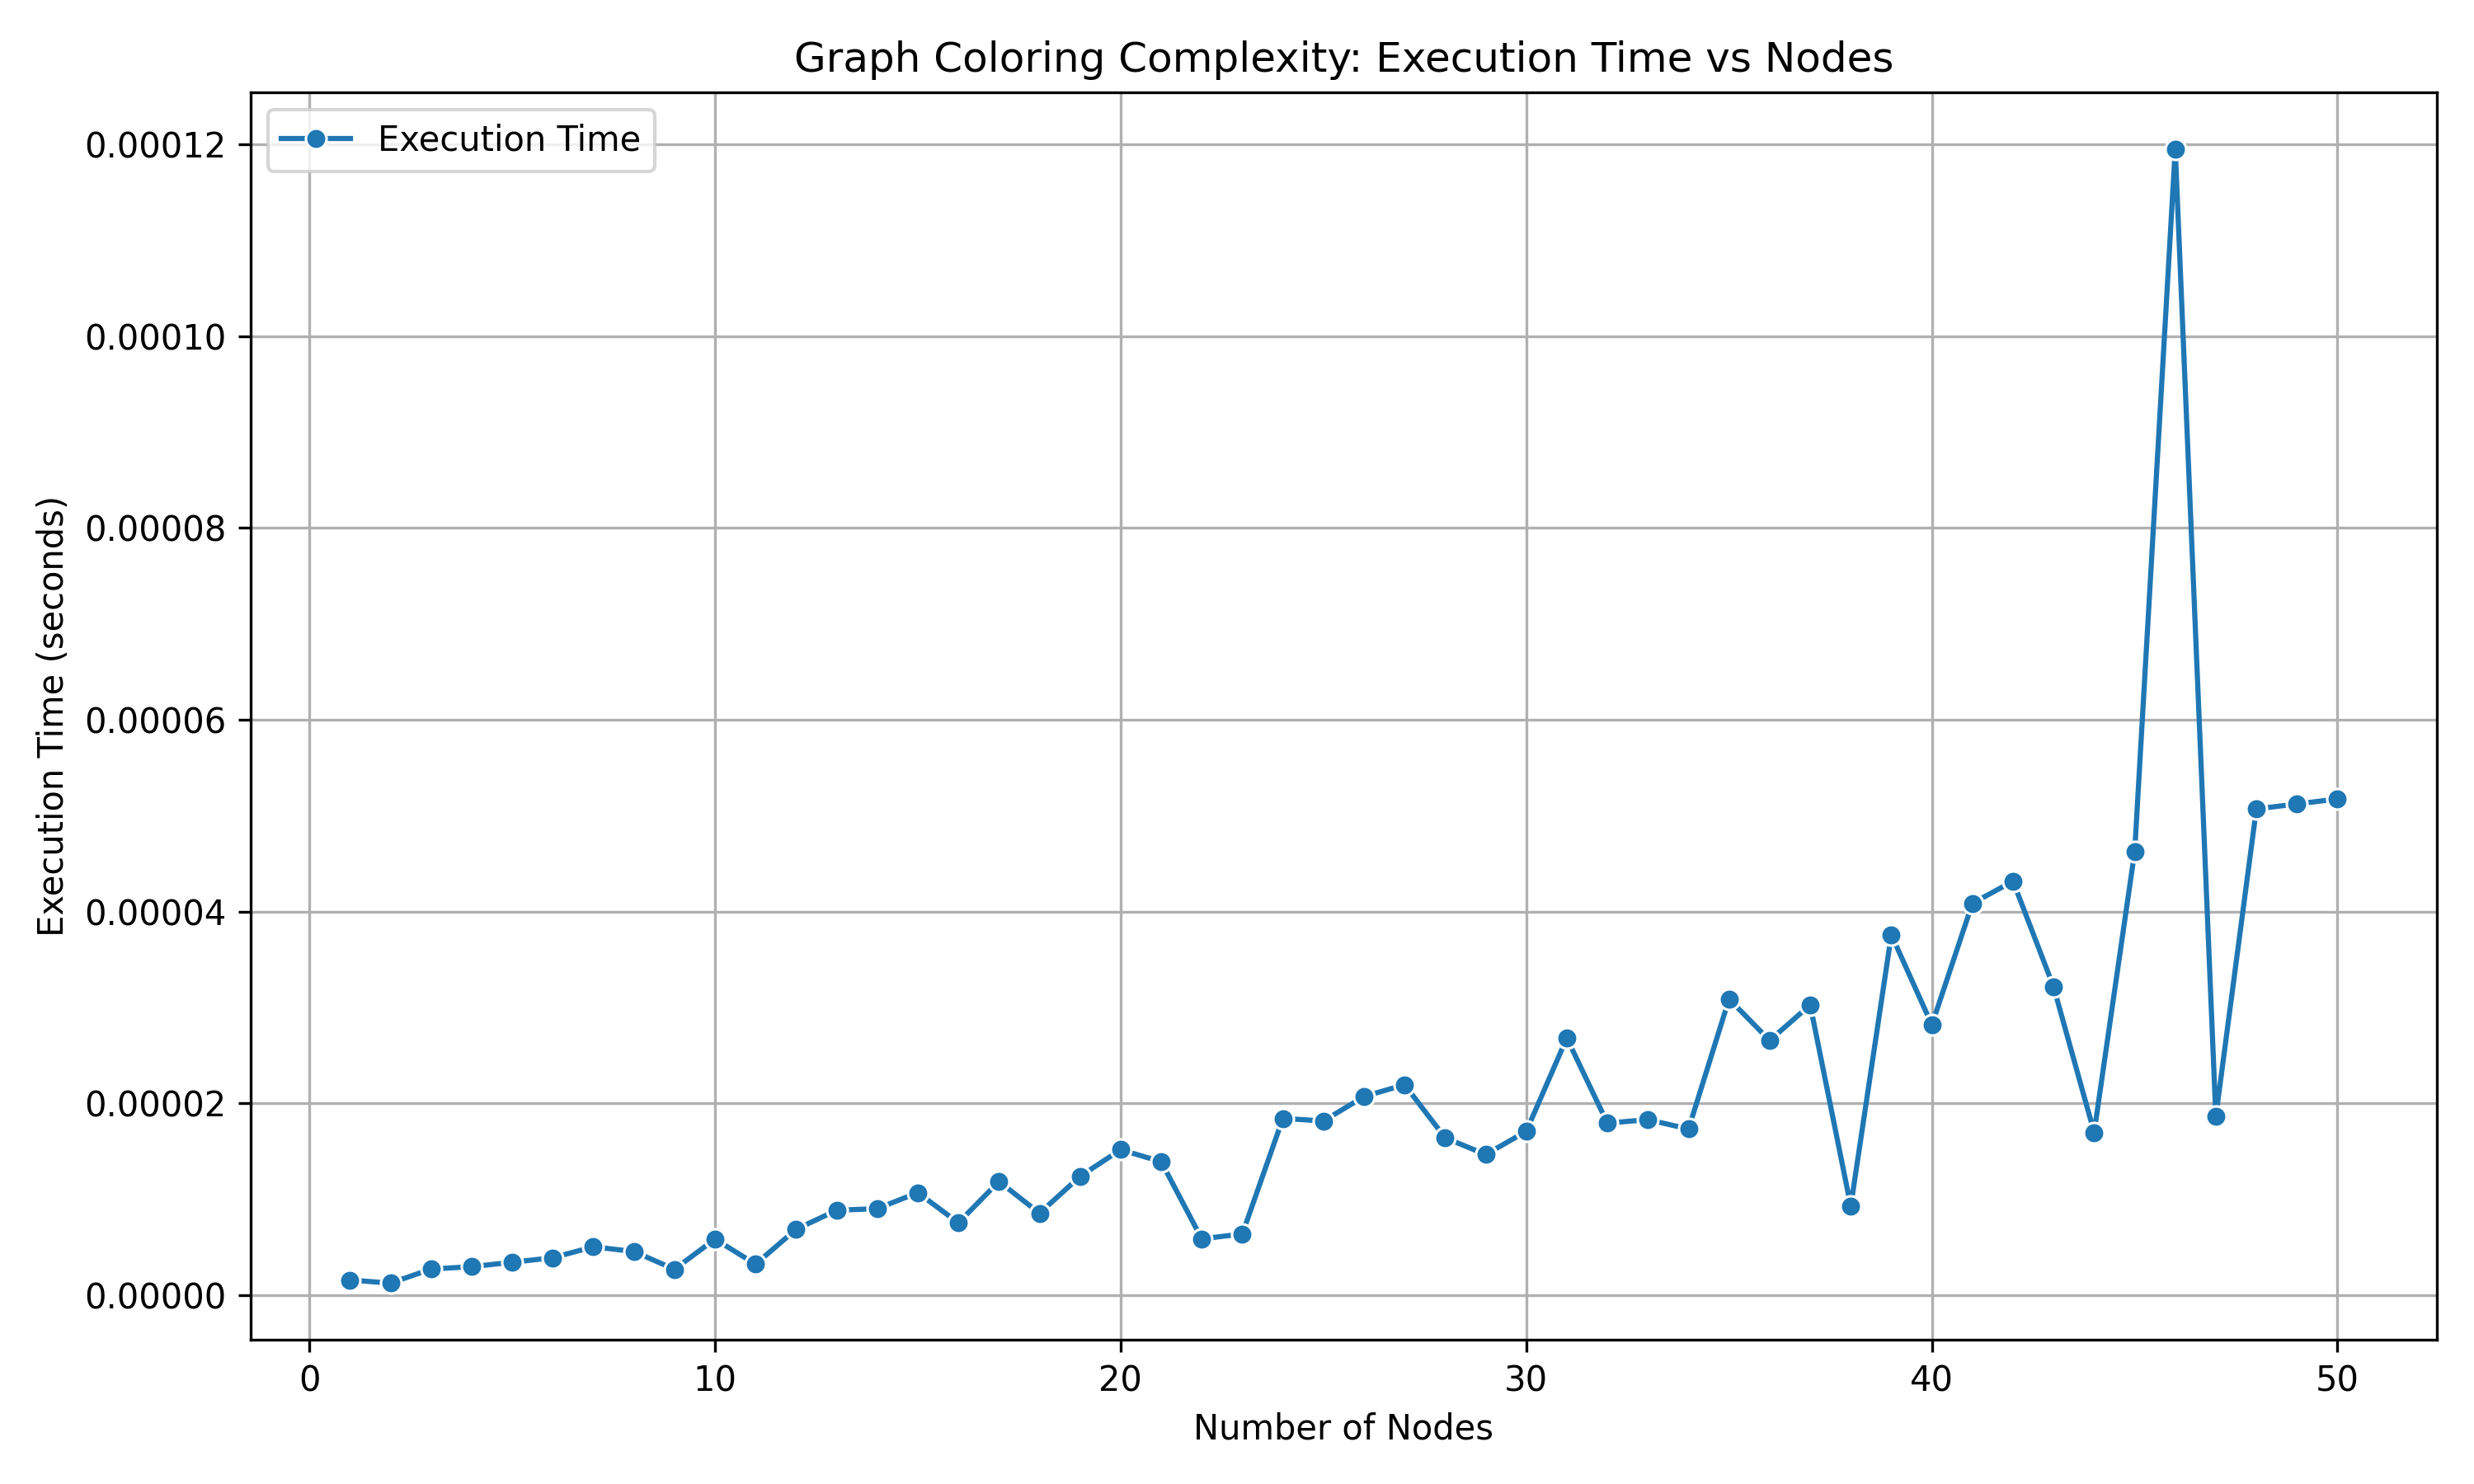 Graph Coloring Complexity: Execution Time vs Nodes
Execution Time
0.00012
0.00010
0.00008
0.00006
0.00004
0.00002
0.00000
Execution Time (seconds)
0 10 20 30 40 50
Number of Nodes